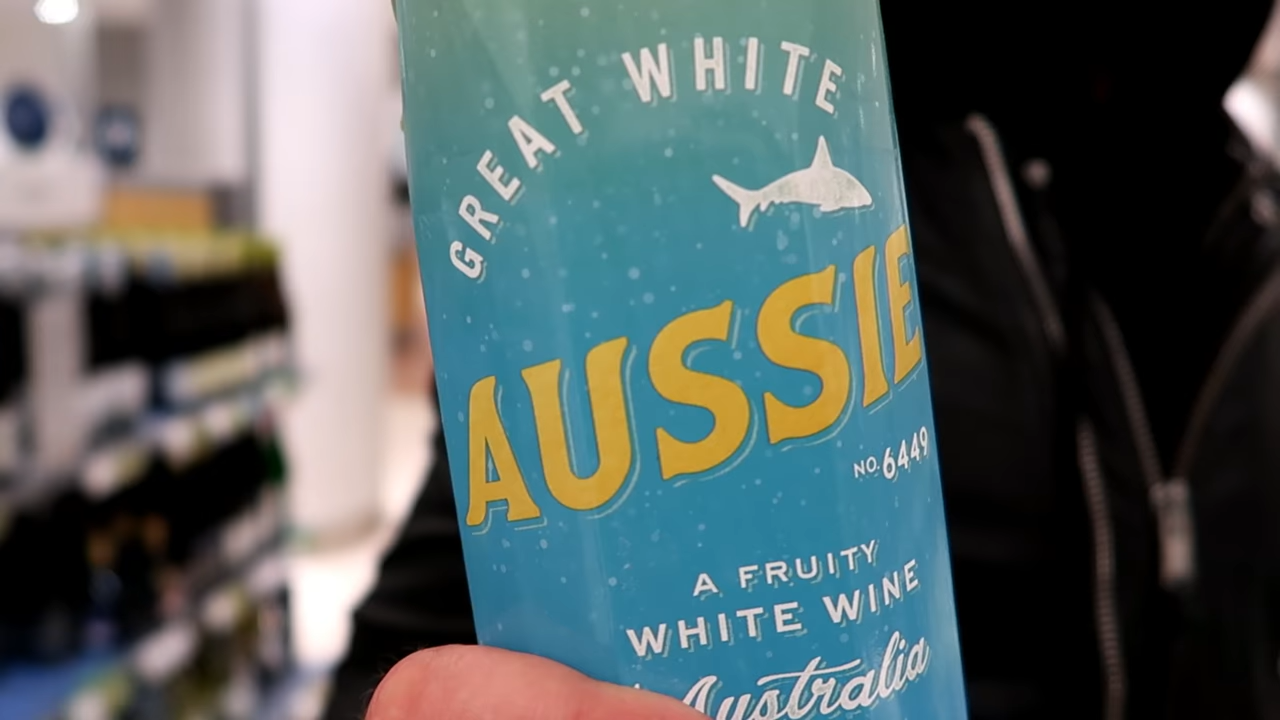 GREAT WHITE
AUSSIE
NO. 6449
A FRUITY
WHITE WINE
Australia